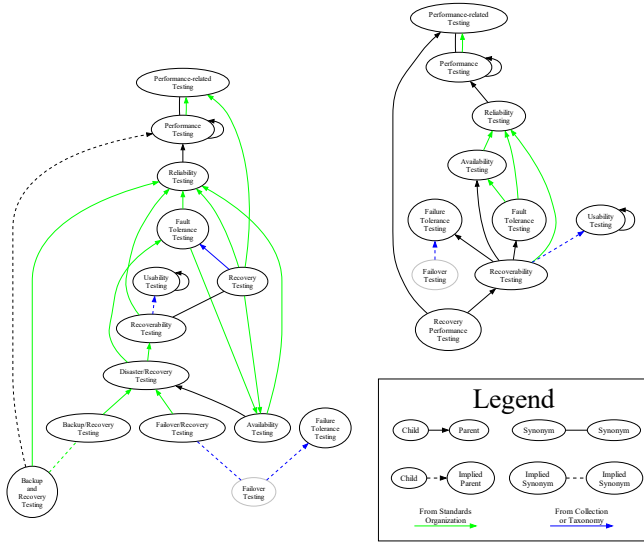 Performance-related
Testing
Performance
Testing
Reliability
Testing
Fault
Tolerance
Testing
Usability
Testing
Recovery
Testing
Recoverability
Testing
Disaster/Recovery
Testing
Backup/Recovery
Testing
Failover/Recovery
Testing
Availability
Testing
Failure
Tolerance
Testing
Backup
and
Recovery
Testing
Failover
Testing
Performance-related
Testing
Performance
Testing
Reliability
Testing
Availability
Testing
Failure
Tolerance Testing
Fault
Tolerance Testing
Usability
Testing
Failover
Testing
Recoverability
Testing
Recovery
Performance
Testing
Legend
Child
Parent
Synonym
Synonym
Child
Implied
Parent
Implied
Synonym
Implied
Synonym
From Standards
Organization
From Collection
or Taxonomy